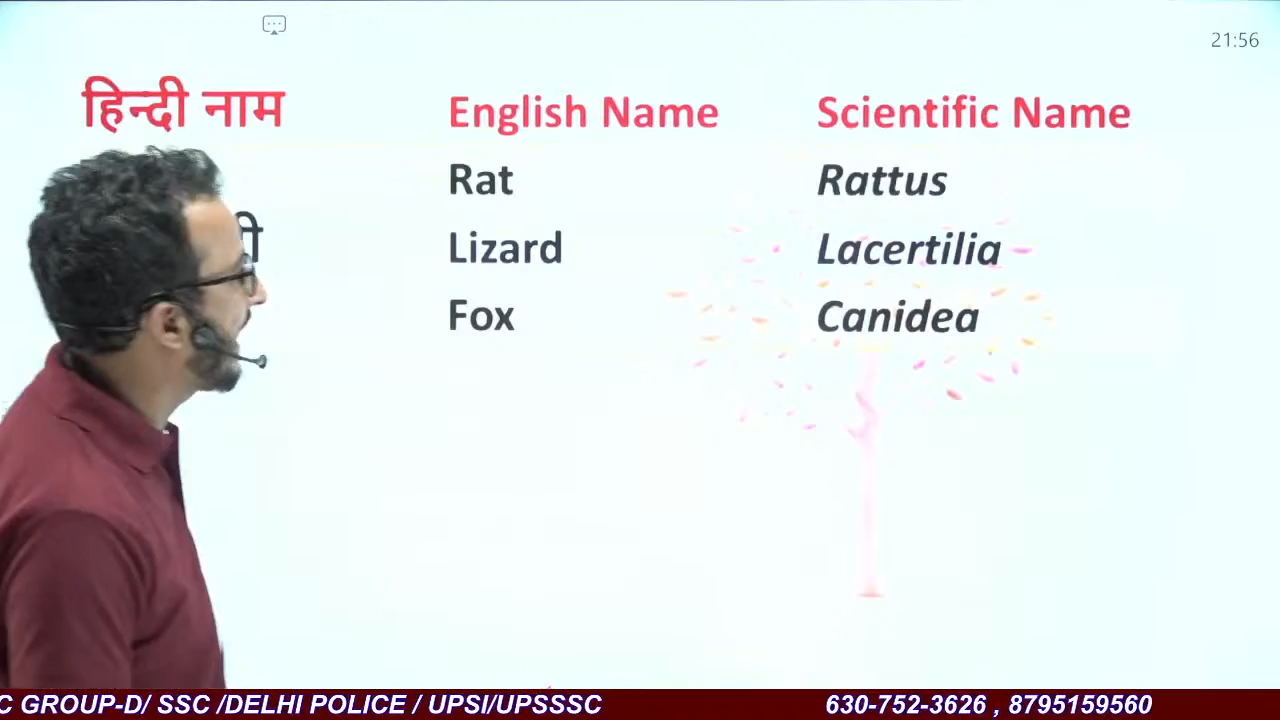 21:56
हिन्दी नाम English Name Scientific Name
Rat Rattus
Lizard Lacertilia
Fox Canidea
C GROUP-D/ SSC /DELHI POLICE / UPSI/UPSSSC 630-752-3626 , 8795159560